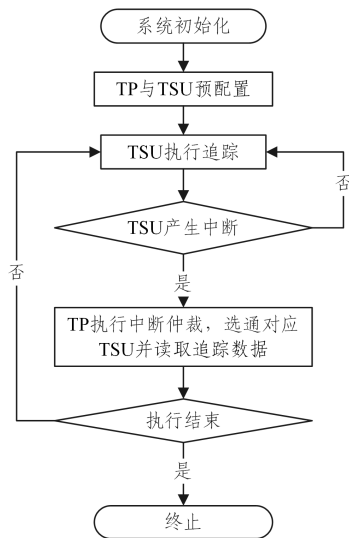 系统初始化
TP与TSU预配置
TSU执行追踪
否
TSU产生中断
否
是
TP执行中断仲裁，选通对应
TSU并读取追踪数据
执行结束
是
终止